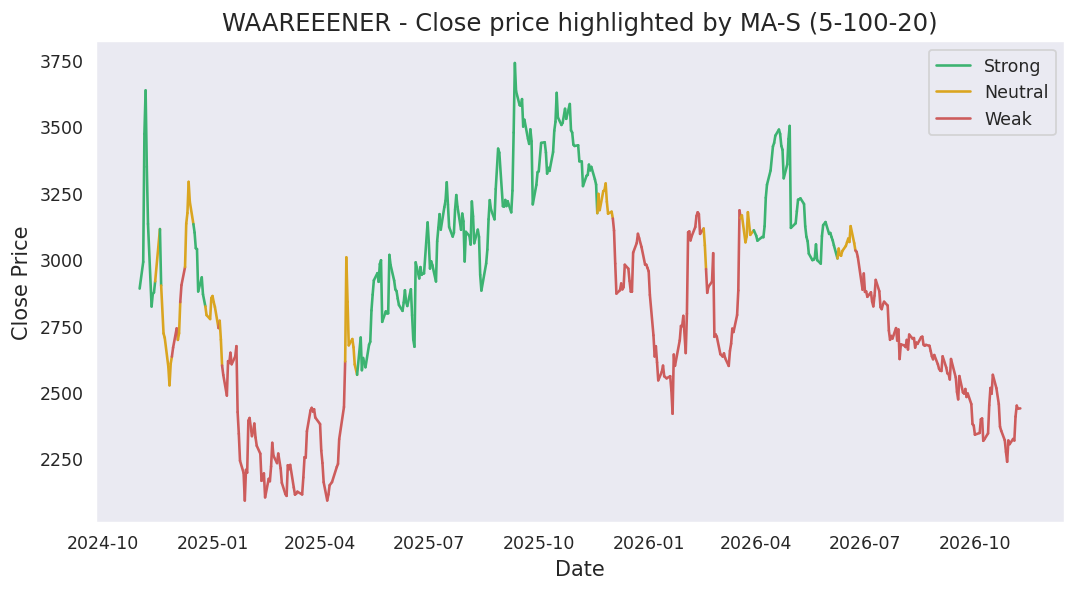 WAAREEENER - Close price highlighted by MA-S (5-100-20)
Strong
Neutral
Weak
3750
3500
3250
3000
2750
2500
2250
Close Price
2024-10 2025-01 2025-04 2025-07 2025-10 2026-01 2026-04 2026-07 2026-10
Date